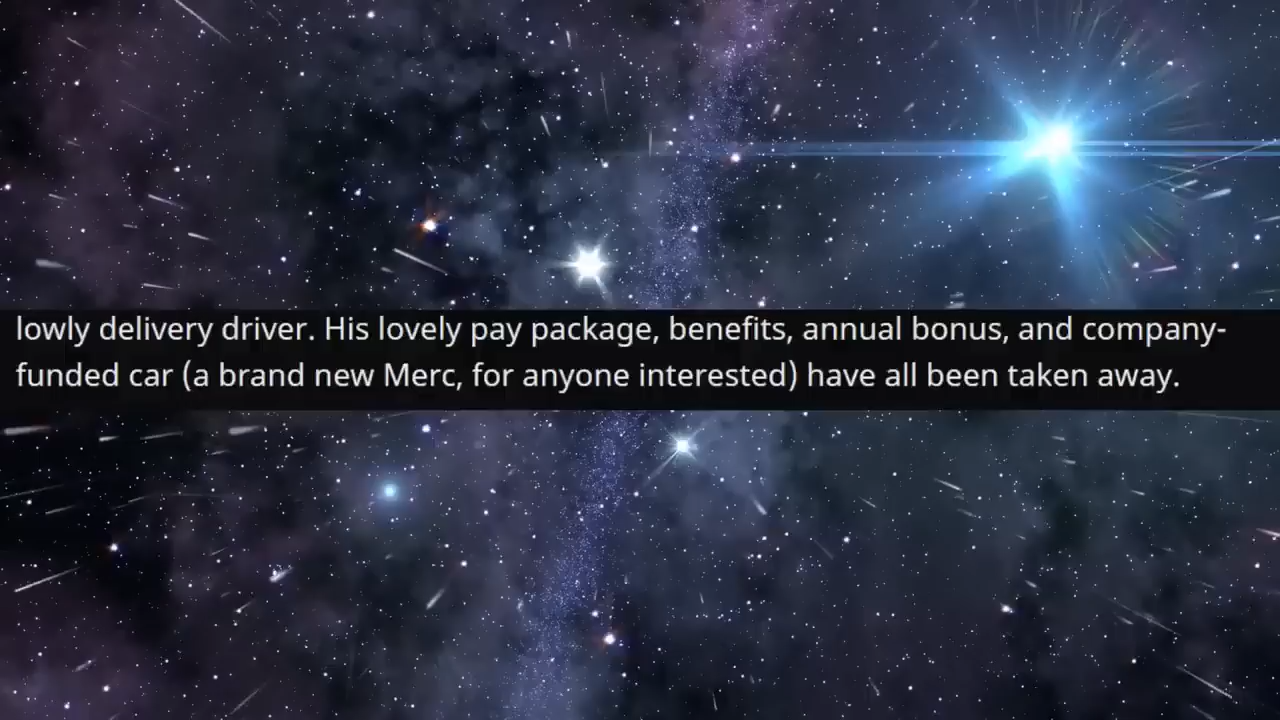 lowly delivery driver. His lovely pay package, benefits, annual bonus, and company-
funded car (a brand new Merc, for anyone interested) have all been taken away.